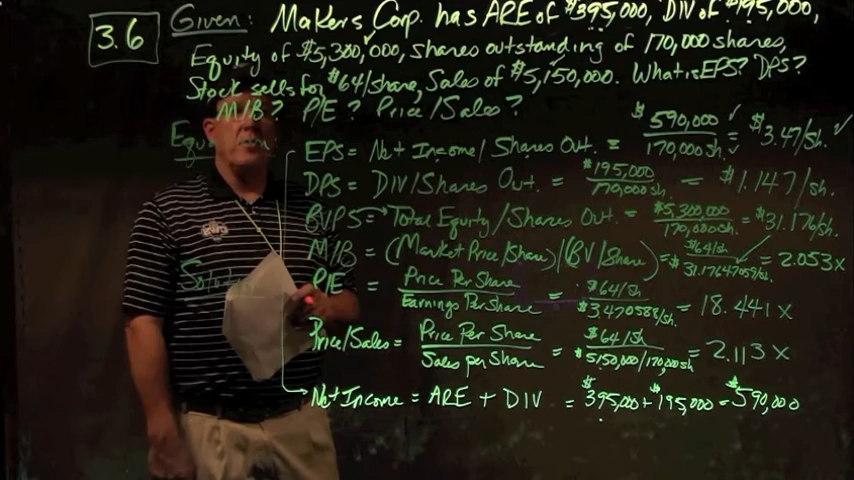 3.6 Given: Makers Corp. has ARE of $395,000, DIV of $195,000,
Equity of $5,300,000, shares outstanding of 170,000 shares,
Stock sells for $64/share, Sales of $5,150,000. What is EPS? DPS?
M/B? P/E? Price/Sales?
EPS = Net Income / Shares Out. = $590,000 / 170,000 sh. = $3.47/sh.
DPS = DIV/Shares Out. = $195,000 / 170,000 sh. = $1.147/sh.
BVPS = Total Equity/Shares Out. = $5,300,000 / 170,000 sh. = $31.176/sh.
M/B = (Market Price/Share)/(BV/Share) = $64/sh / $31.17647059/sh. = 2.053x
Solution P/E = Price Per Share / Earnings Per Share = $64/sh / $3.470588/sh. = 18.441x
Price/Sales = Price Per Share / Sales per Share = $64/sh / $5150,000/170,000sh = 2.113x
Net Income = ARE + DIV = $395,000 + $195,000 = $590,000